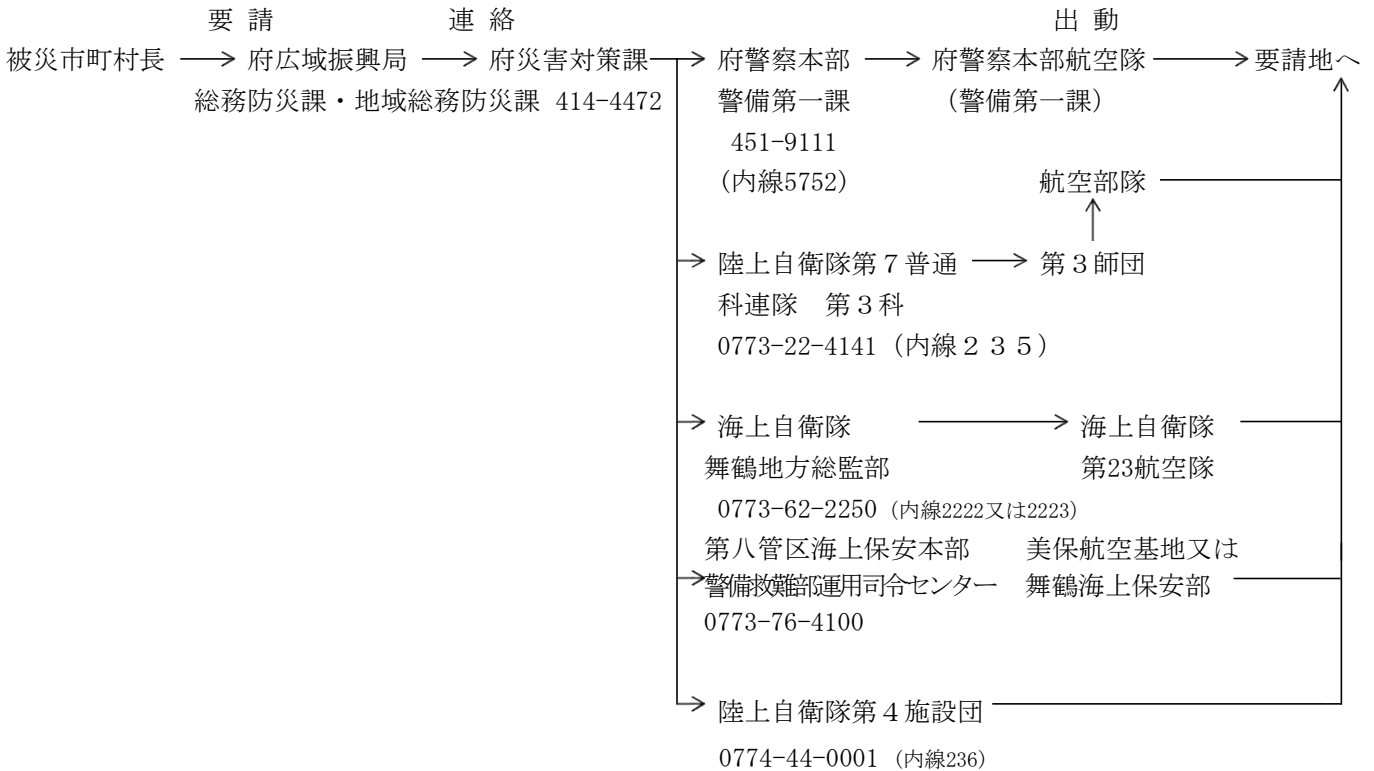 要 請　連 絡　出 動
被災市町村長 → 府広域振興局 → 府災害対策課 → 府警察本部 → 府警察本部航空隊 → 要請地へ
総務防災課・地域総務防災課 414-4472　警備第一課　（警備第一課）
451-9111
（内線5752）　航空部隊
陸上自衛隊第７普通 → 第３師団
科連隊　第３科
0773-22-4141（内線２３５）
海上自衛隊 → 海上自衛隊
舞鶴地方総監部　第23航空隊
0773-62-2250（内線2222又は2223）
第八管区海上保安本部　美保航空基地又は
警備救難部運用司令センター　舞鶴海上保安部
0773-76-4100
陸上自衛隊第４施設団
0774-44-0001（内線236）